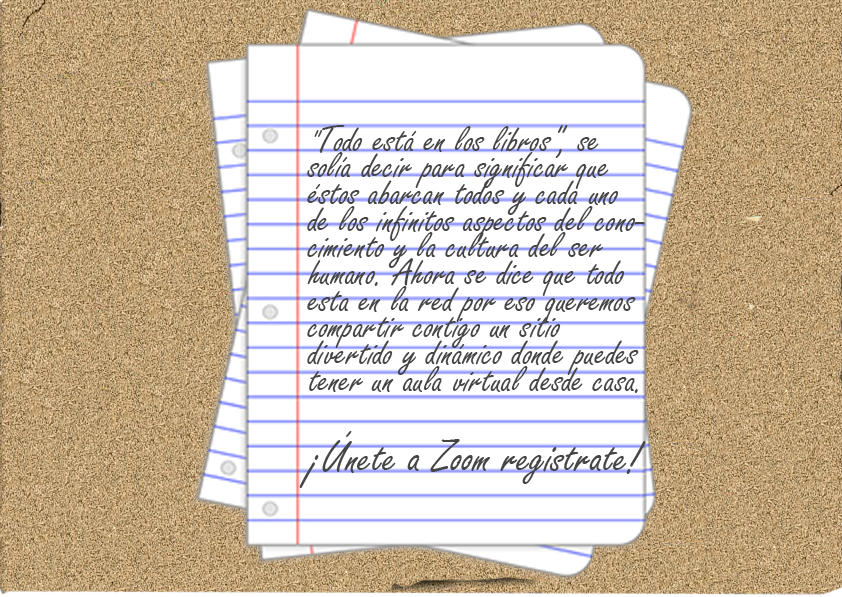 "Todo está en los libros", se
solía decir para significar que
éstos abarcan todos y cada uno
de los infinitos aspectos del cono-
cimiento y la cultura del ser
humano. Ahora se dice que todo
esta en la red por eso queremos
compartir contigo un sitio
divertido y dinámico donde puedes
tener un aula virtual desde casa.
¡Únete a Zoom registrate!